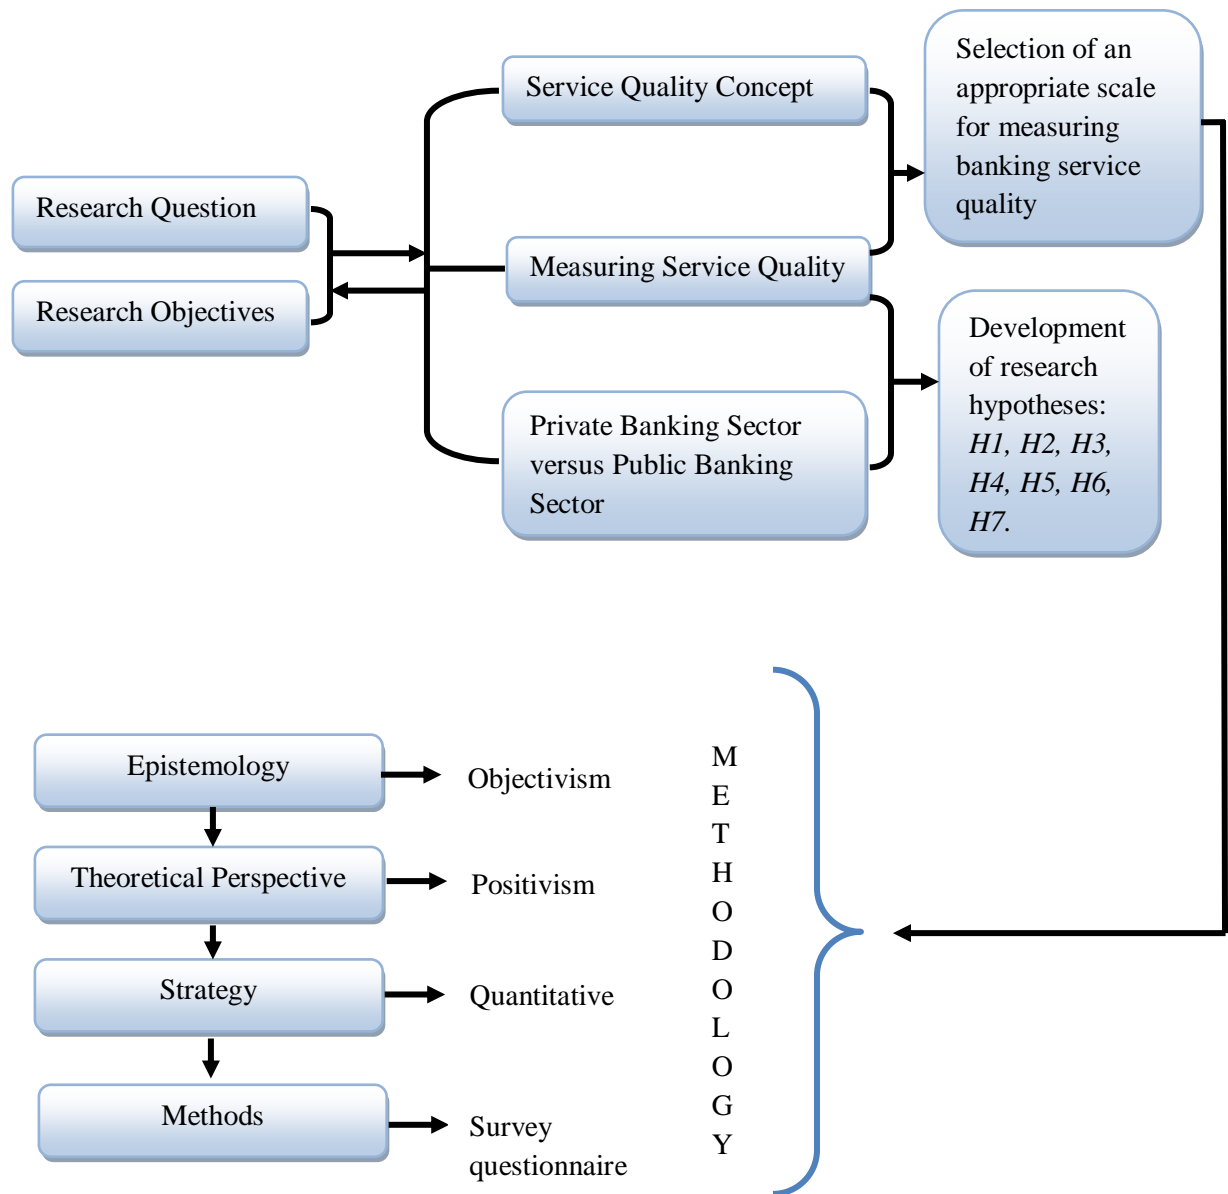 Service Quality Concept
Selection of an
appropriate scale
for measuring
banking service
quality
Research Question
Research Objectives
Measuring Service Quality
Private Banking Sector
versus Public Banking
Sector
Development
of research
hypotheses:
H1, H2, H3,
H4, H5, H6,
H7.
Epistemology
Objectivism
Theoretical Perspective
Positivism
Strategy
Quantitative
Methods
Survey
questionnaire
M
E
T
H
O
D
O
L
O
G
Y